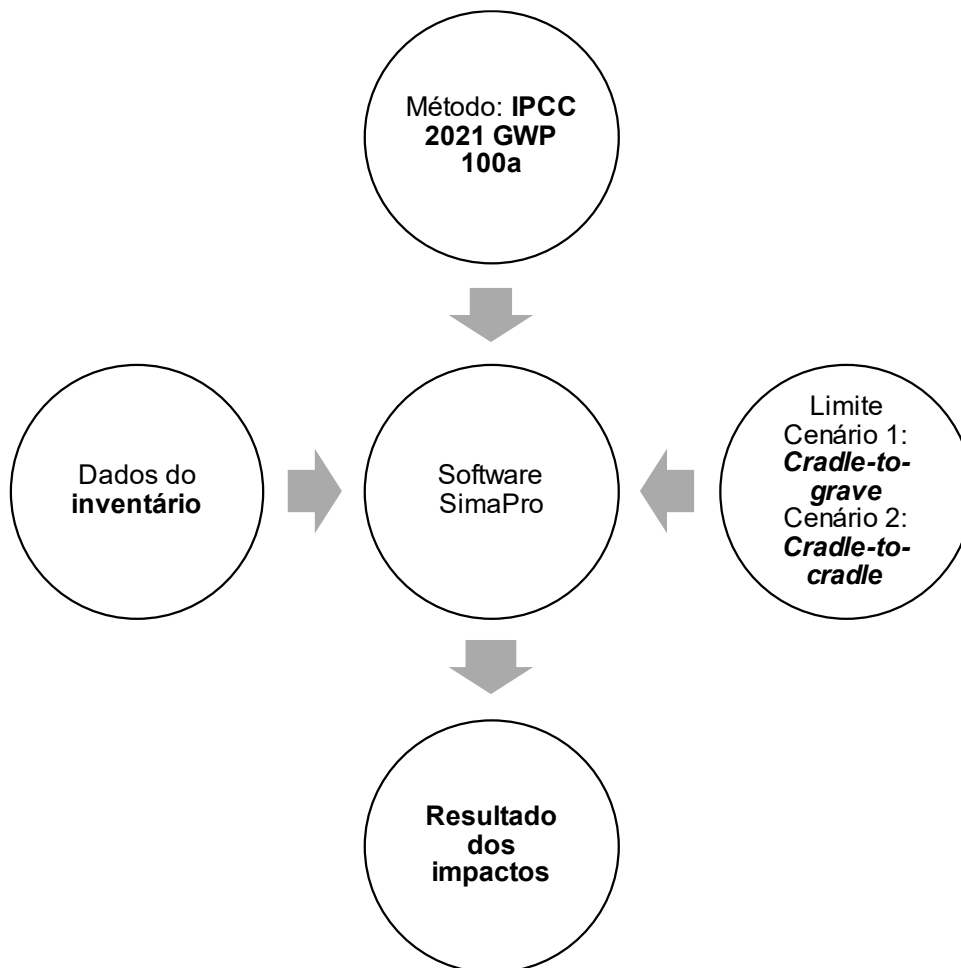 Método: IPCC
2021 GWP
100a
Dados do
inventário
Software
SimaPro
Limite
Cenário 1:
Cradle-to-
grave
Cenário 2:
Cradle-to-
cradle
Resultado
dos
impactos